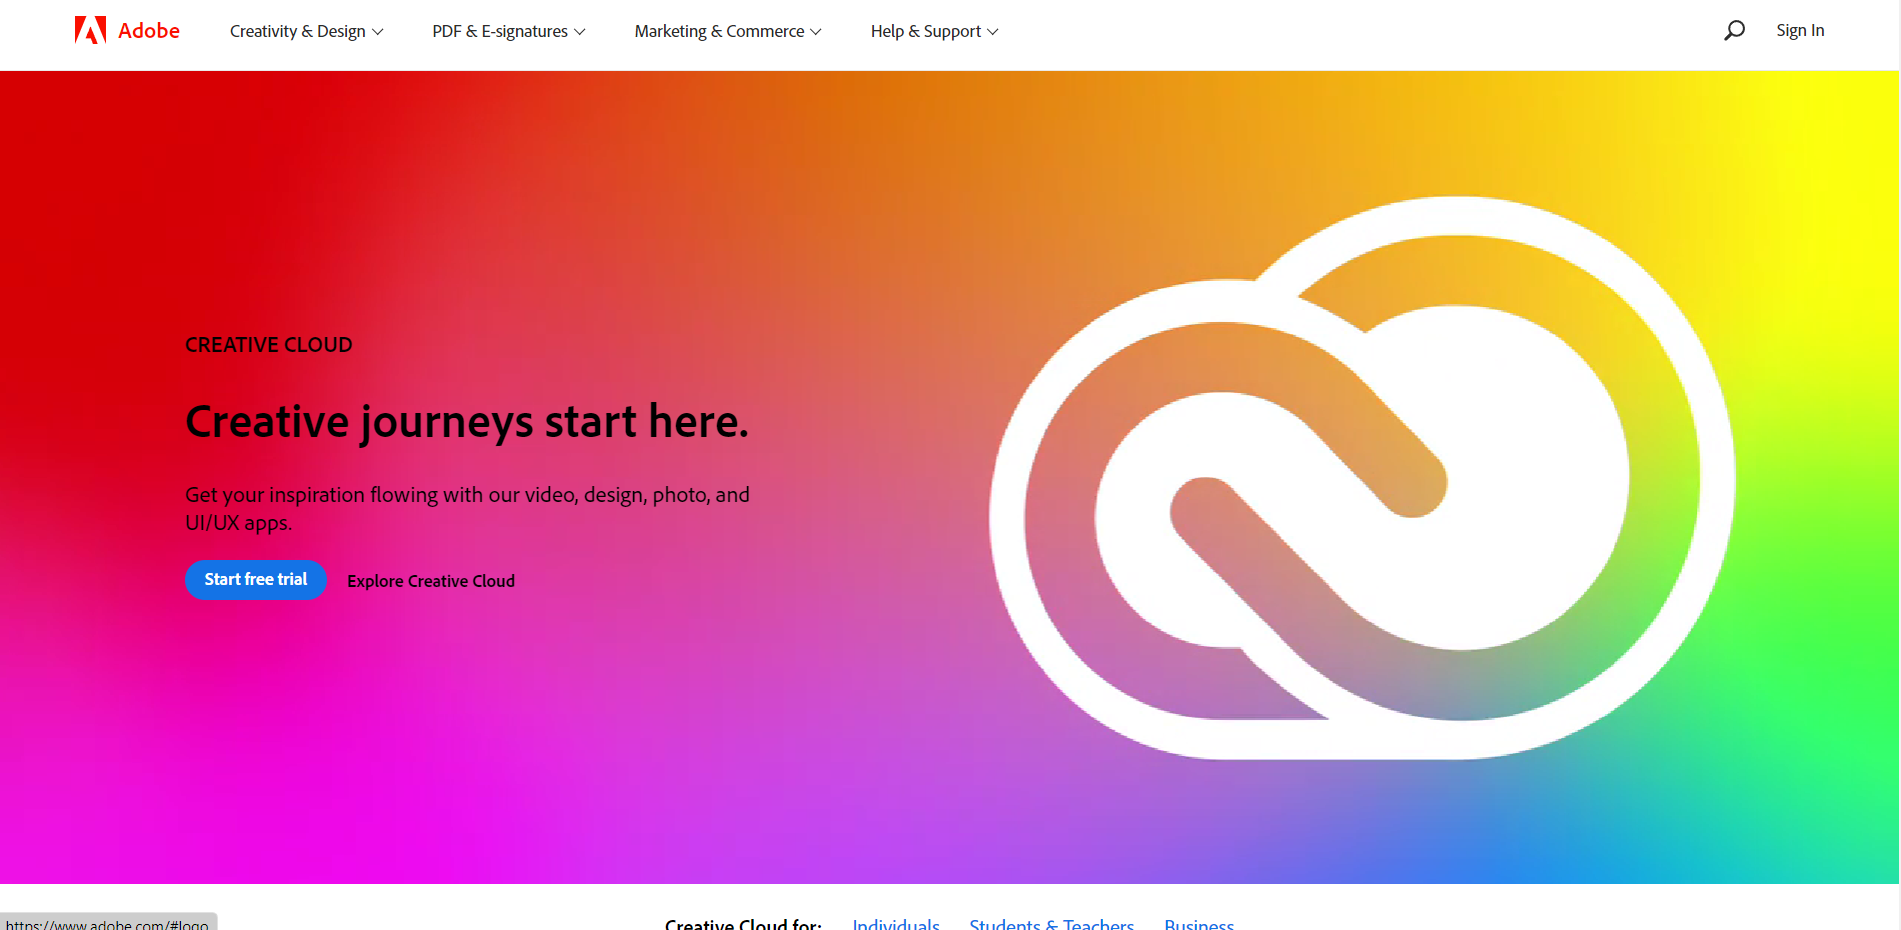 Adobe Creativity & Design PDF & E-signatures Marketing & Commerce Help & Support Sign In
CREATIVE CLOUD
Creative journeys start here.
Get your inspiration flowing with our video, design, photo, and
UI/UX apps.
Start free trial Explore Creative Cloud
Creative Cloud for: Individuals Students & Teachers Business
https://www.adobe.com/#logo